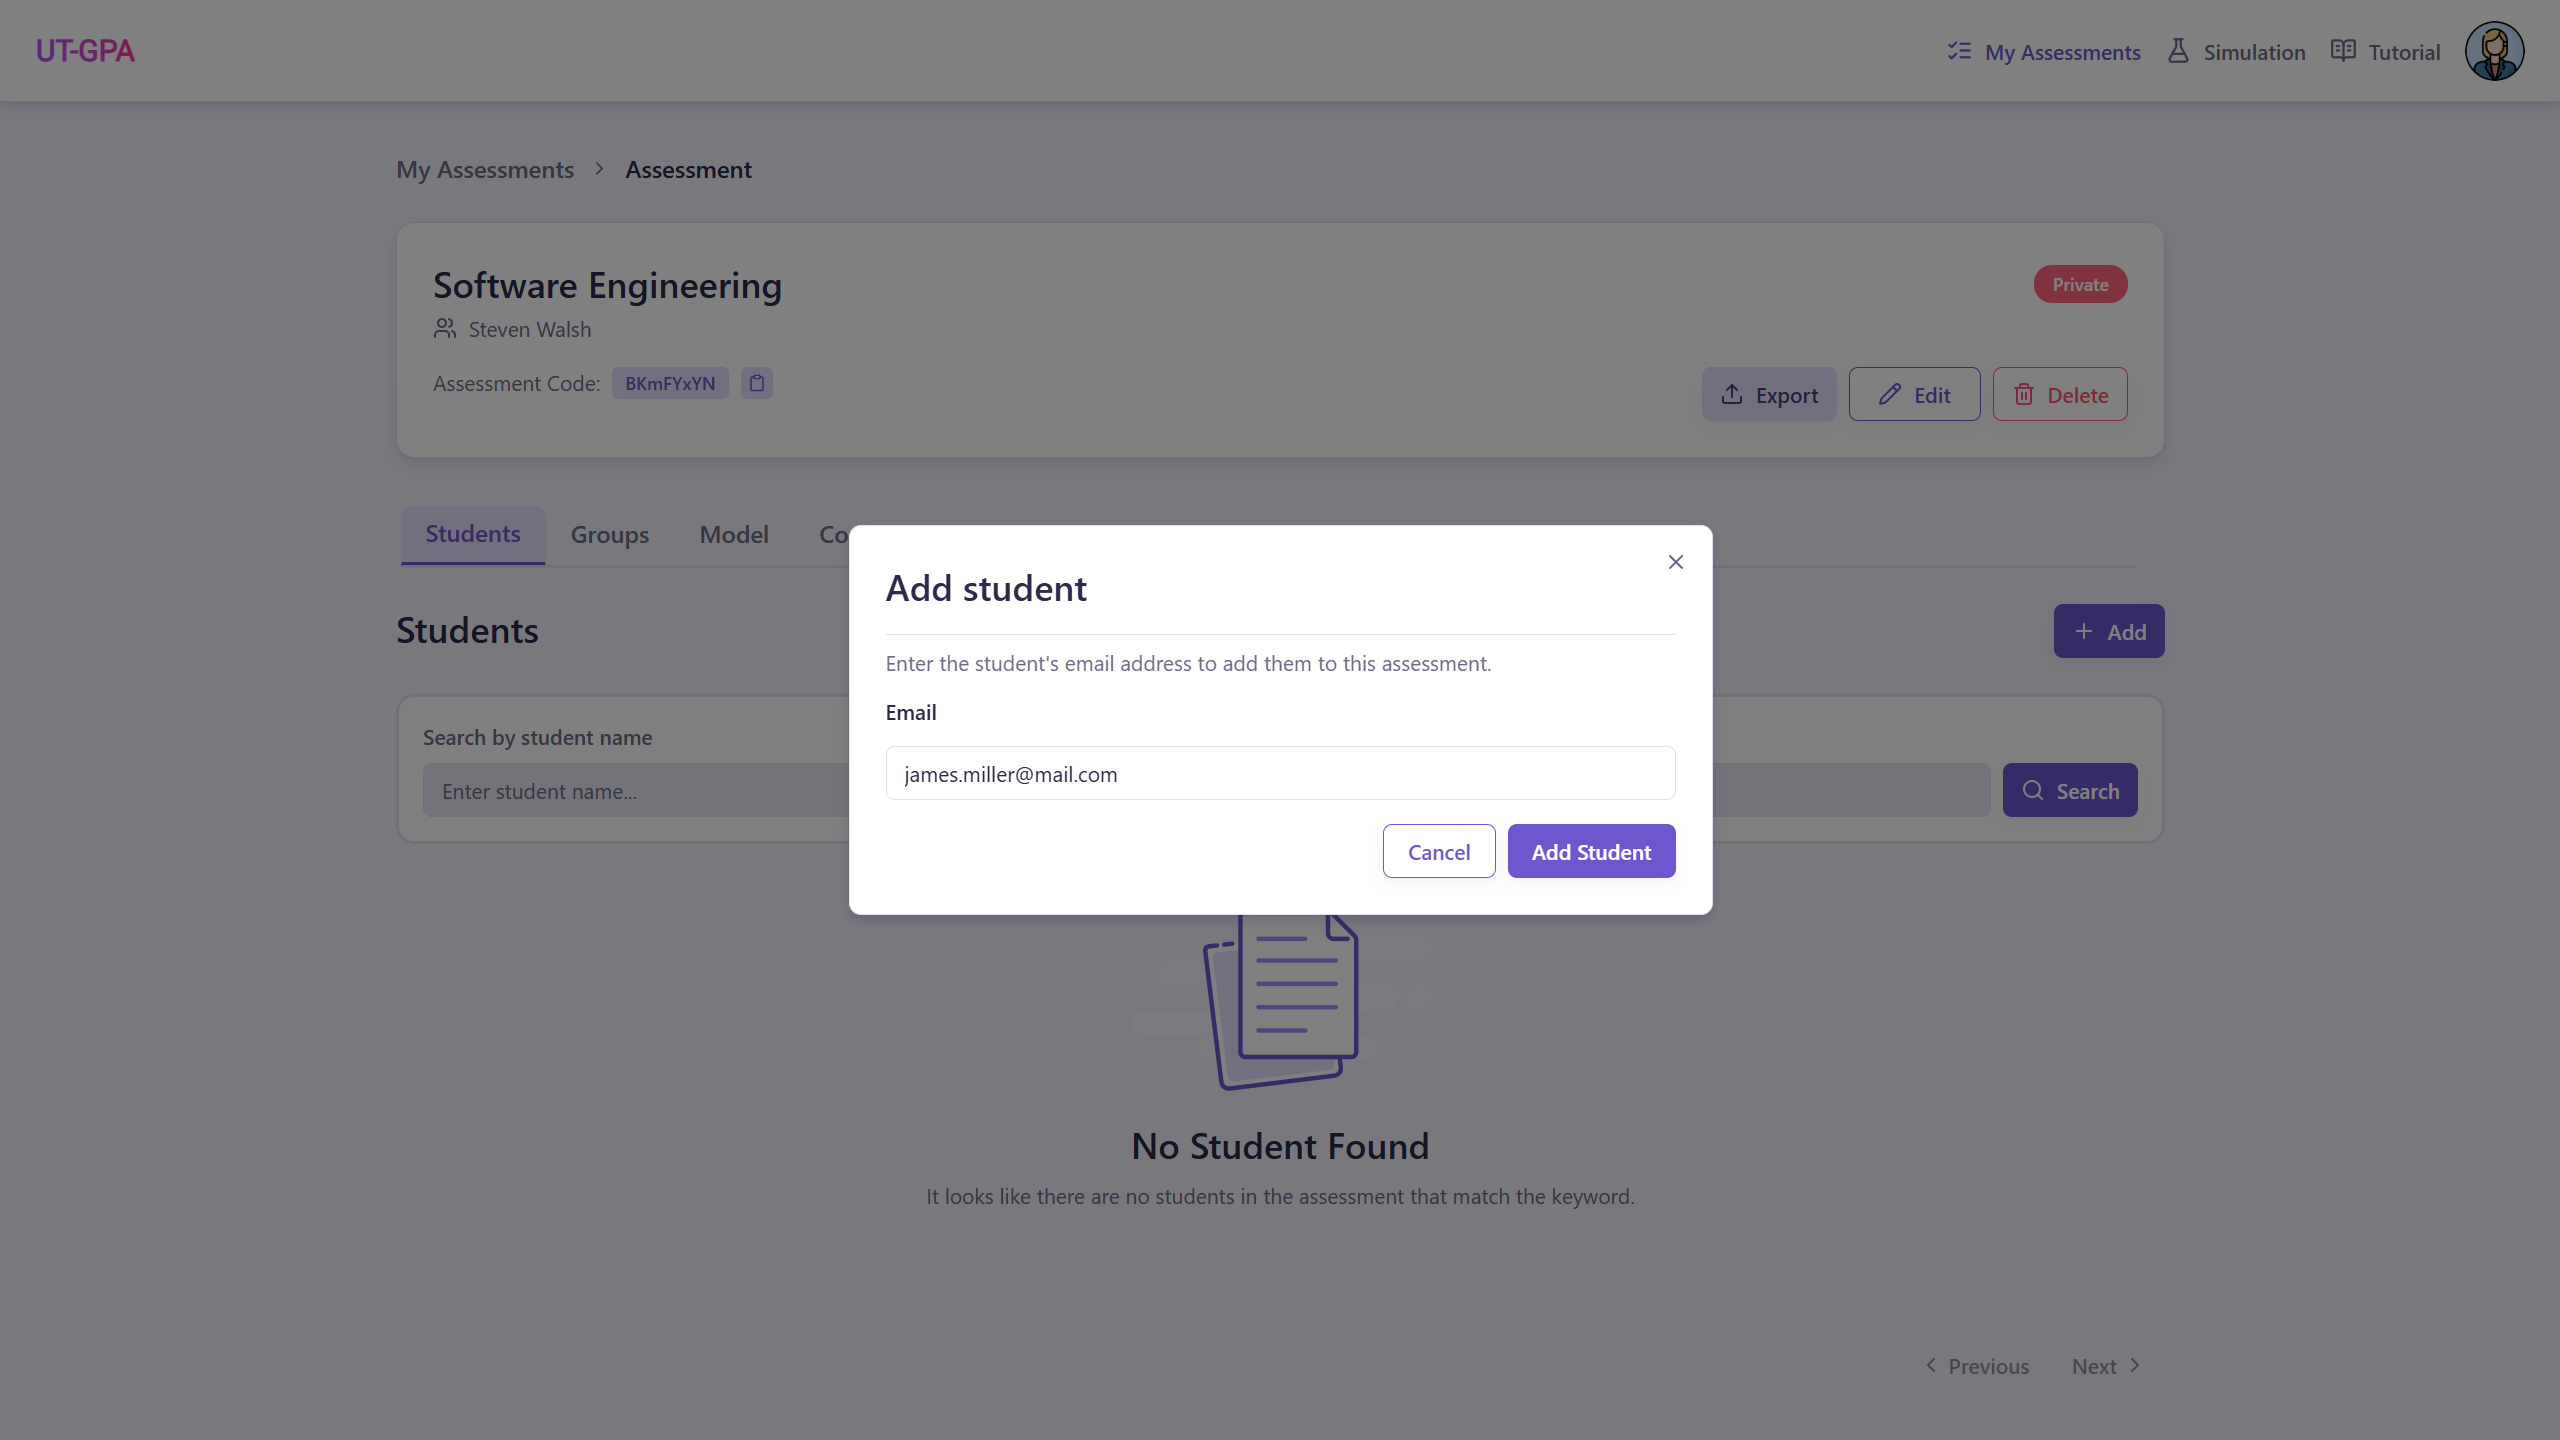 UT-GPA
My Assessments
Simulation
Tutorial
My Assessments > Assessment
Software Engineering
Private
Steven Walsh
Assessment Code: BKmFYxYN
Export
Edit
Delete
Students
Groups
Model
Co
Add student
Students
Add
Enter the student's email address to add them to this assessment.
Email
Search by student name
james.miller@mail.com
Enter student name...
Search
Cancel
Add Student
No Student Found
It looks like there are no students in the assessment that match the keyword.
Previous
Next